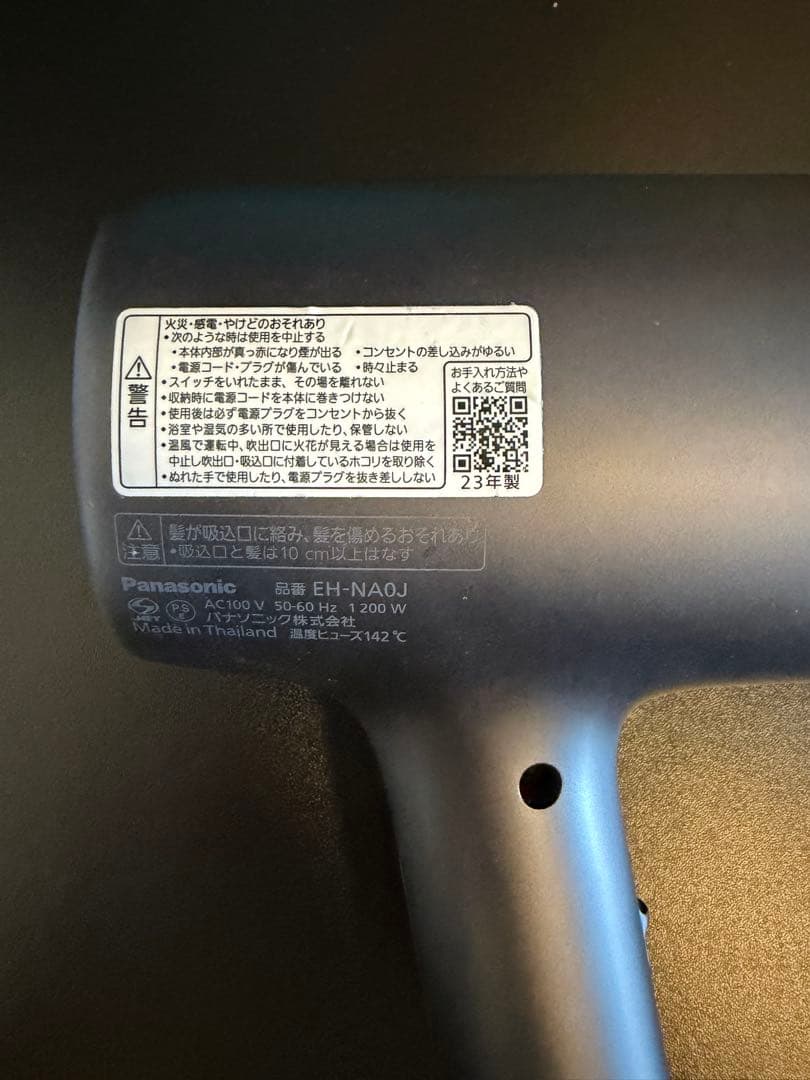 警告
火災・感電・やけどのおそれあり
•次のような時は使用を中止する
•本体内部が真っ赤になり煙が出る •コンセントの差し込みがゆるい
•電源コード・プラグが傷んでいる •時々止まる
•スイッチをいれたまま、その場を離れない
•収納時に電源コードを本体に巻きつけない
•使用後は必ず電源プラグをコンセントから抜く
•浴室や湿気の多い所で使用したり、保管しない
•温風で運転中、吹出口に火花が見える場合は使用を
中止し吹出口・吸込口に付着しているホコリを取り除く
•ぬれた手で使用したり、電源プラグを抜き差ししない
お手入れ方法や
よくあるご質問
23年製
注意
髪が吸込口に絡み、髪を傷めるおそれあり
•吸込口と髪は10 cm以上はなす
Panasonic 品番 EH-NA0J
JET PS E AC100 V 50-60 Hz 1 200 W
パナソニック株式会社
Made in Thailand 温度ヒューズ142℃